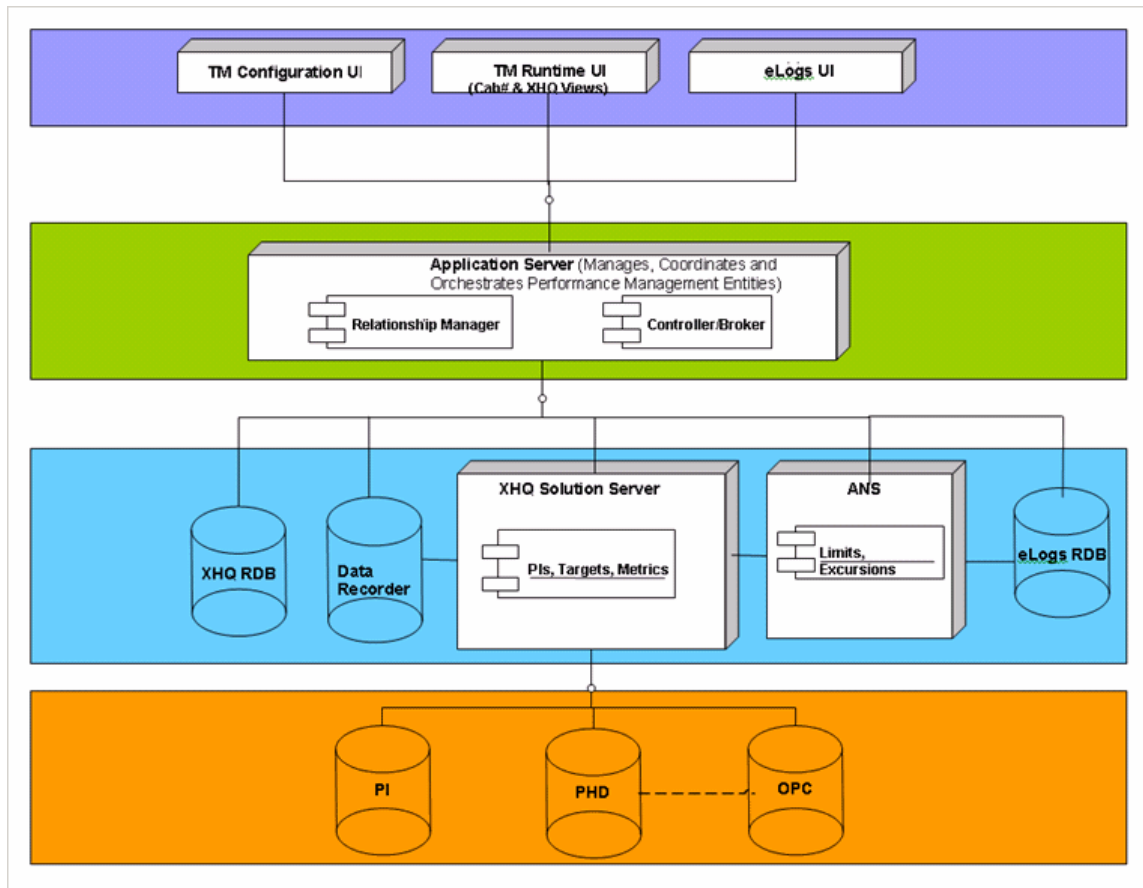 TM Configuration UI
TM Runtime UI
(Cab# & XHQ Views)
eLogs UI
Application Server (Manages, Coordinates and
Orchestrates Performance Management Entities)
Relationship Manager
Controller/Broker
XHQ Solution Server
ANS
PIs, Targets, Metrics
Limits,
Excursions
XHQ RDB
Data
Recorder
eLogs RDB
PI
PHD
OPC